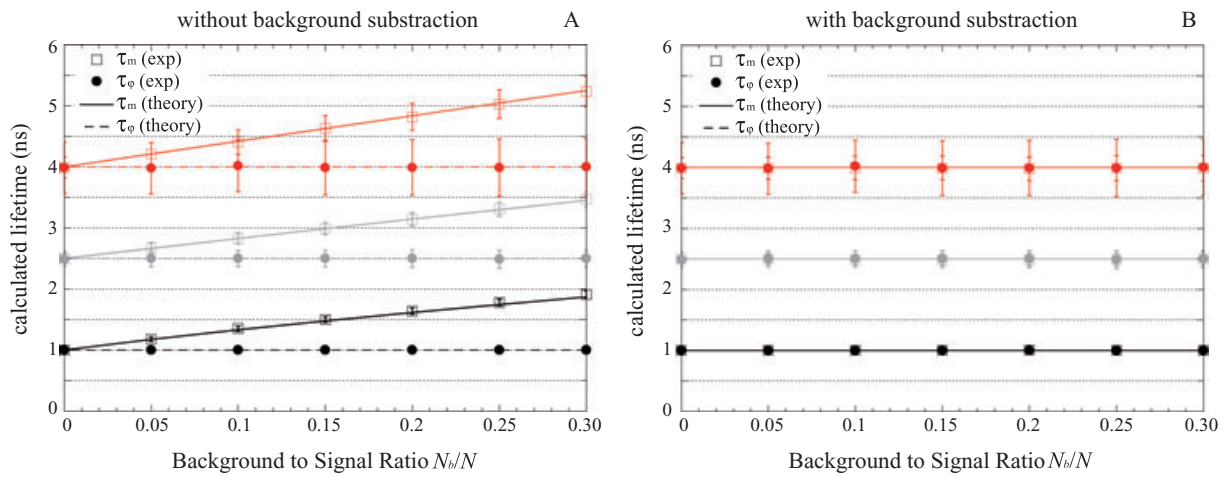 without background substraction
A
6
5
4
3
2
1
0
calculated lifetime (ns)
τm (exp)
τφ (exp)
τm (theory)
τφ (theory)
0 0.05 0.1 0.15 0.20 0.25 0.30
Background to Signal Ratio Nb/N
with background substraction
B
6
5
4
3
2
1
0
calculated lifetime (ns)
τm (exp)
τφ (exp)
τm (theory)
τφ (theory)
0 0.05 0.1 0.15 0.20 0.25 0.30
Background to Signal Ratio Nb/N